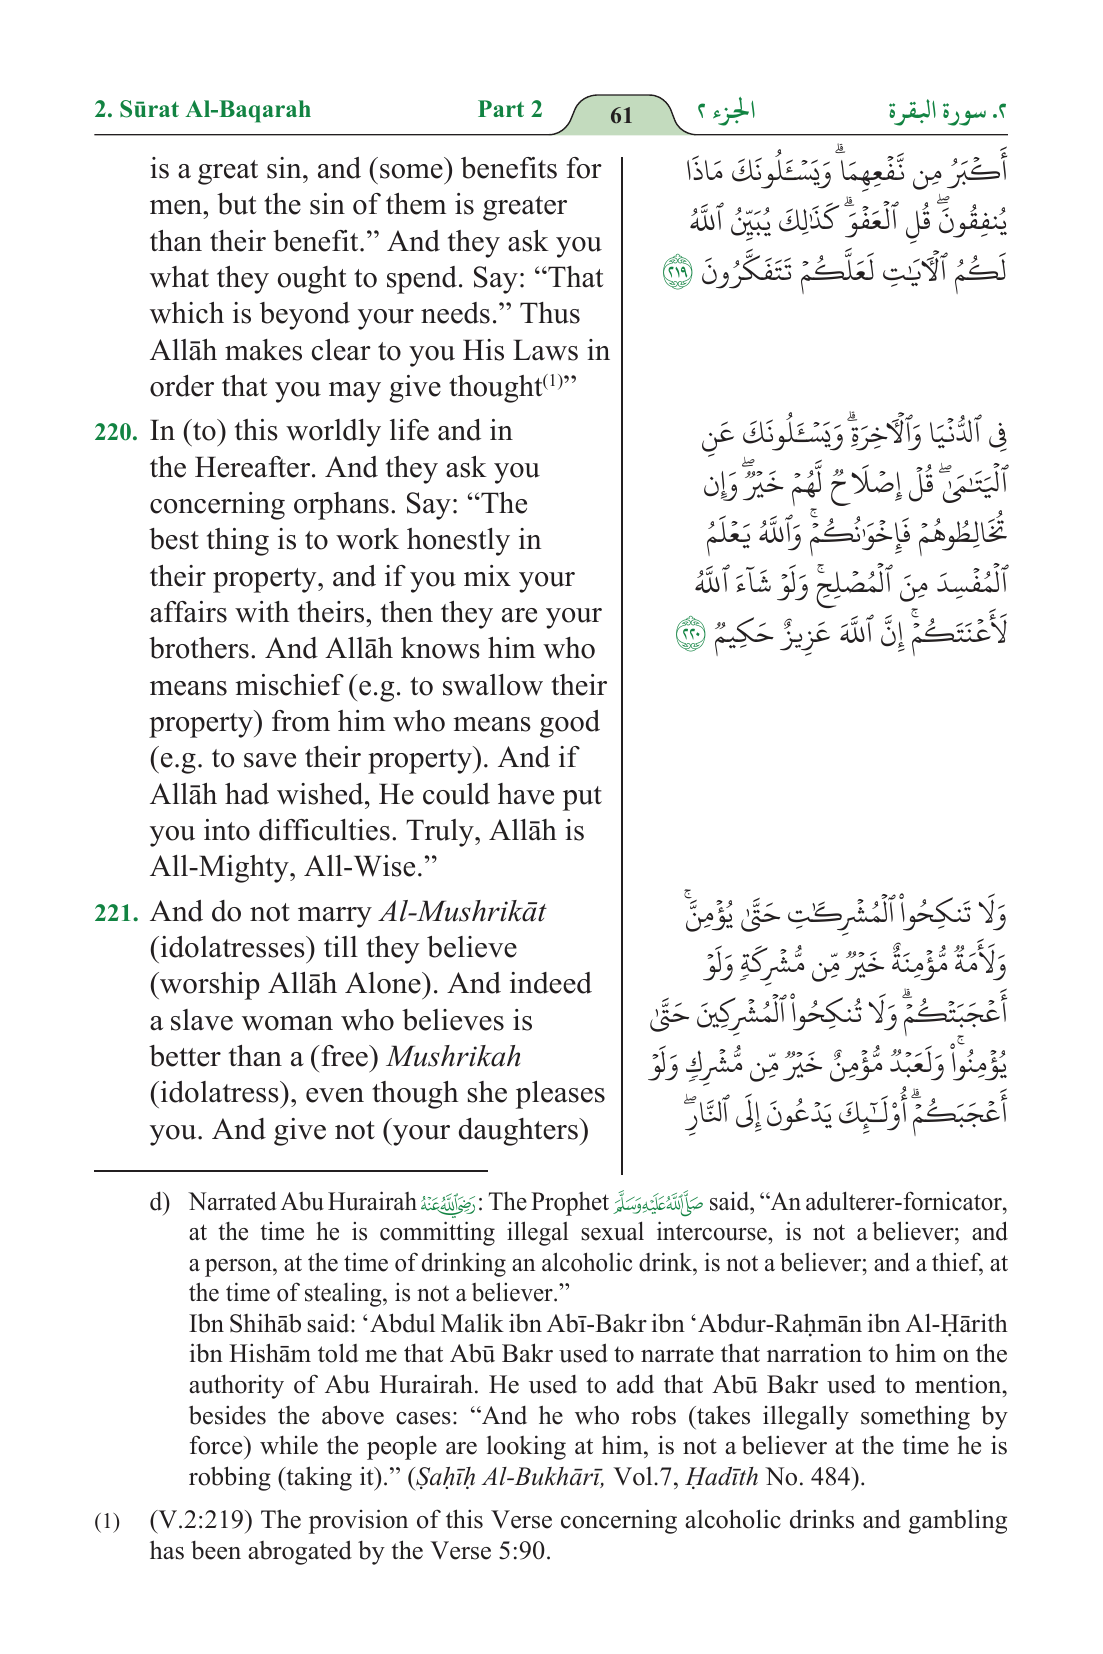 2. Sūrat Al-Baqarah Part 2 61 الجزء ٢ ٢. سورة البقرة
is a great sin, and (some) benefits for
men, but the sin of them is greater
than their benefit.” And they ask you
what they ought to spend. Say: “That
which is beyond your needs.” Thus
Allāh makes clear to you His Laws in
order that you may give thought(1)”
220. In (to) this worldly life and in
the Hereafter. And they ask you
concerning orphans. Say: “The
best thing is to work honestly in
their property, and if you mix your
affairs with theirs, then they are your
brothers. And Allāh knows him who
means mischief (e.g. to swallow their
property) from him who means good
(e.g. to save their property). And if
Allāh had wished, He could have put
you into difficulties. Truly, Allāh is
All-Mighty, All-Wise.”
221. And do not marry Al-Mushrikāt
(idolatresses) till they believe
(worship Allāh Alone). And indeed
a slave woman who believes is
better than a (free) Mushrikah
(idolatress), even though she pleases
you. And give not (your daughters)
أَكۡبَرُ مِن نَّفۡعِهِمَاۗ وَيَسۡـَٔلُونَكَ مَاذَا
يُنفِقُونَۖ قُلِ ٱلۡعَفۡوَۗ كَذَٰلِكَ يُبَيِّنُ ٱللَّهُ
لَكُمُ ٱلۡأٓيَٰتِ لَعَلَّكُمۡ تَتَفَكَّرُونَ ٢١٩
فِي ٱلدُّنۡيَا وَٱلۡأٓخِرَةِۗ وَيَسۡـَٔلُونَكَ عَنِ
ٱلۡيَتَٰمَىٰۖ قُلۡ إِصۡلَاحٞ لَّهُمۡ خَيۡرٞۖ وَإِن
تُخَالِطُوهُمۡ فَإِخۡوَٰنُكُمۡۚ وَٱللَّهُ يَعۡلَمُ
ٱلۡمُفۡسِدَ مِنَ ٱلۡمُصۡلِحِۚ وَلَوۡ شَآءَ ٱللَّهُ
لَأَعۡنَتَكُمۡۚ إِنَّ ٱللَّهَ عَزِيزٌ حَكِيمٞ ٢٢٠
وَلَا تَنكِحُواْ ٱلۡمُشۡرِكَٰتِ حَتَّىٰ يُؤۡمِنَّۚ
وَلَأَمَةٞ مُّؤۡمِنَةٌ خَيۡرٞ مِّن مُّشۡرِكَةٖ وَلَوۡ
أَعۡجَبَتۡكُمۡۗ وَلَا تُنكِحُواْ ٱلۡمُشۡرِكِينَ حَتَّىٰ
يُؤۡمِنُواْۚ وَلَعَبۡدٞ مُّؤۡمِنٌ خَيۡرٞ مِّن مُّشۡرِكٖ وَلَوۡ
أَعۡجَبَكُمۡۗ أُوْلَٰٓئِكَ يَدۡعُونَ إِلَى ٱلنَّارِۖ
d) Narrated Abu Hurairah رَضِيَ اللَّهُ عَنْهُ: The Prophet صَلَّى اللَّهُ عَلَيْهِ وَسَلَّمَ said, “An adulterer-fornicator,
at the time he is committing illegal sexual intercourse, is not a believer; and
a person, at the time of drinking an alcoholic drink, is not a believer; and a thief, at
the time of stealing, is not a believer.”
Ibn Shihāb said: ‘Abdul Malik ibn Abī-Bakr ibn ‘Abdur-Raḥmān ibn Al-Ḥārith
ibn Hishām told me that Abū Bakr used to narrate that narration to him on the
authority of Abu Hurairah. He used to add that Abū Bakr used to mention,
besides the above cases: “And he who robs (takes illegally something by
force) while the people are looking at him, is not a believer at the time he is
robbing (taking it).” (Ṣaḥīḥ Al-Bukhārī, Vol.7, Ḥadīth No. 484).
(1) (V.2:219) The provision of this Verse concerning alcoholic drinks and gambling
has been abrogated by the Verse 5:90.